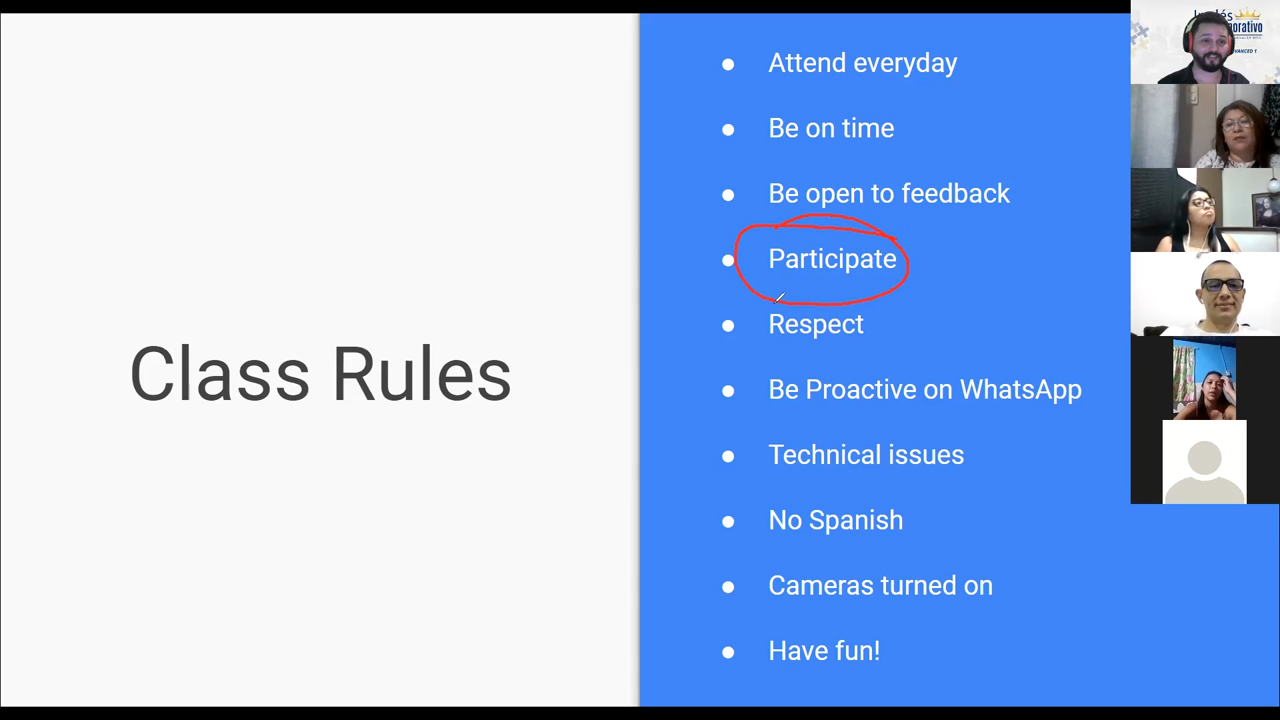 Class Rules
Attend everyday
Be on time
Be open to feedback
Participate
Respect
Be Proactive on WhatsApp
Technical issues
No Spanish
Cameras turned on
Have fun!